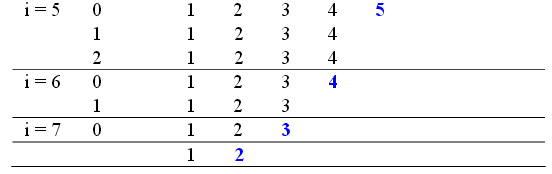 i = 5 0 1 2 3 4 5
1 1 2 3 4
2 1 2 3 4
i = 6 0 1 2 3 4
1 1 2 3
i = 7 0 1 2 3
1 2